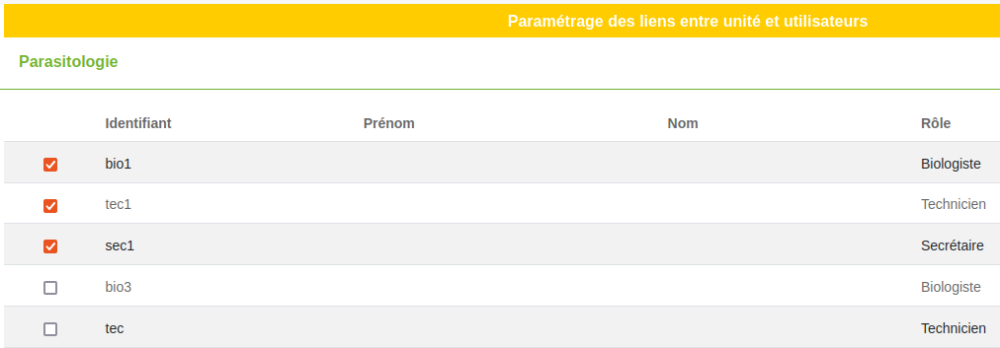 Paramétrage des liens entre unité et utilisateurs
Parasitologie
Identifiant Prénom Nom Rôle
bio1 Biologiste
tec1 Technicien
sec1 Secrétaire
bio3 Biologiste
tec Technicien